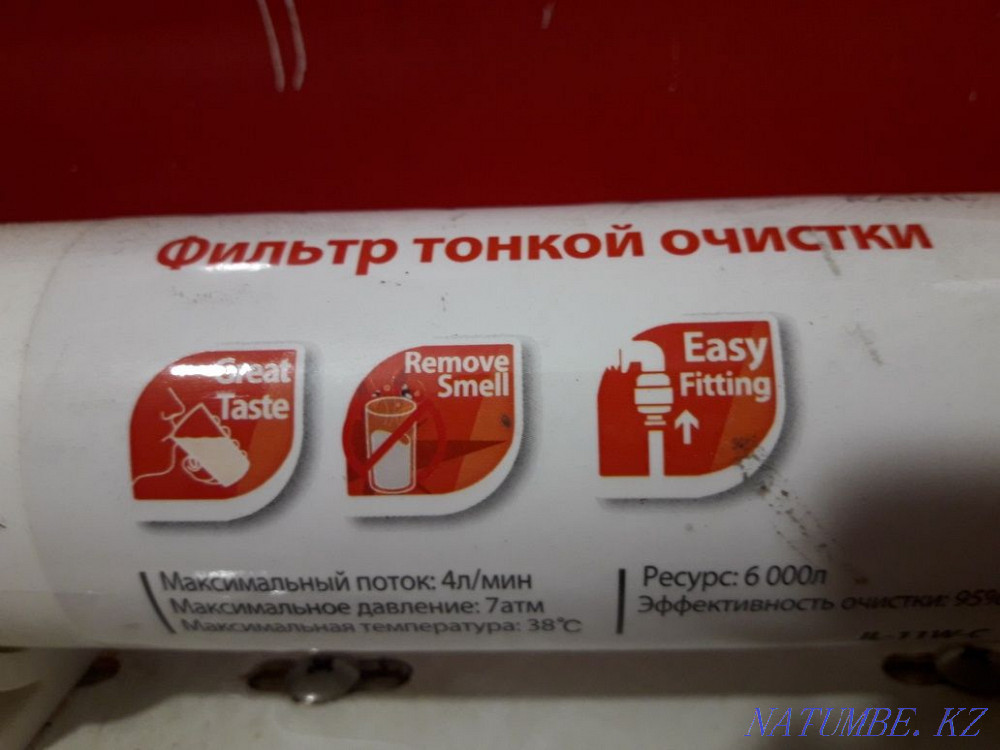 Фильтр тонкой очистки
Great
Taste
Remove
Smell
Easy
Fitting
Максимальный поток: 4л/мин
Максимальное давление: 7атм
Максимальная температура: 38°C
Ресурс: 6 000л
Эффективность очистки: 95%
NATUMBE. KZ